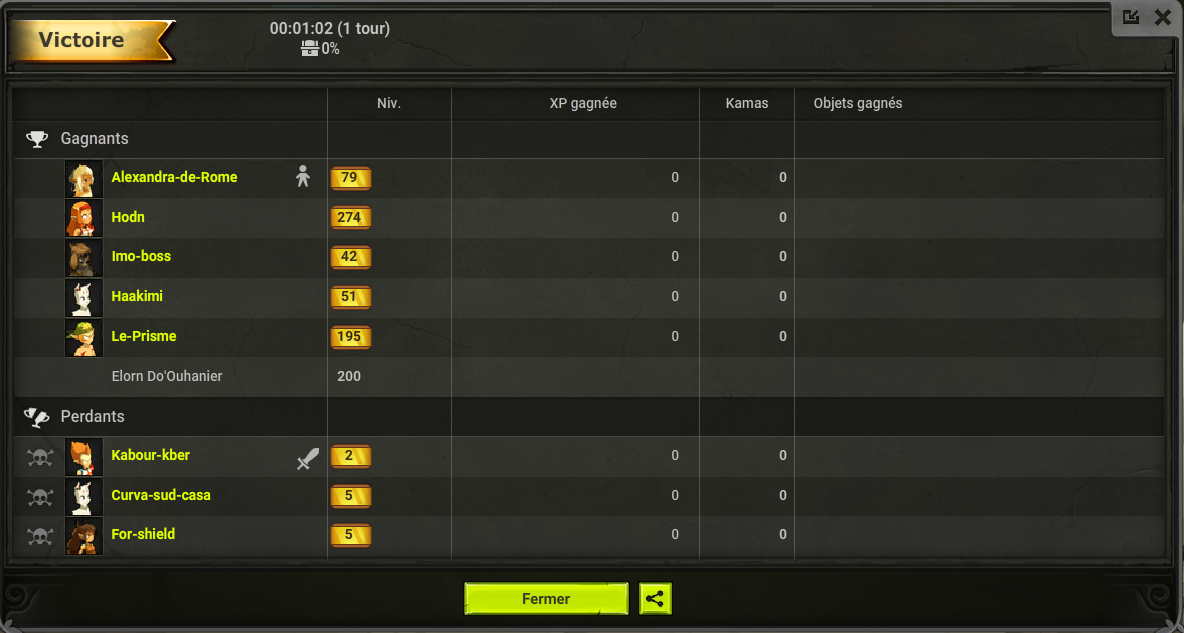 Victoire
00:01:02 (1 tour)
0%
Niv. XP gagnée Kamas Objets gagnés
Gagnants
Alexandra-de-Rome 79 0 0
Hodn 274 0 0
Imo-boss 42 0 0
Haakimi 51 0 0
Le-Prisme 195 0 0
Elorn Do'Ouhanier 200
Perdants
Kabour-kber 2 0 0
Curva-sud-casa 5 0 0
For-shield 5 0 0
Fermer